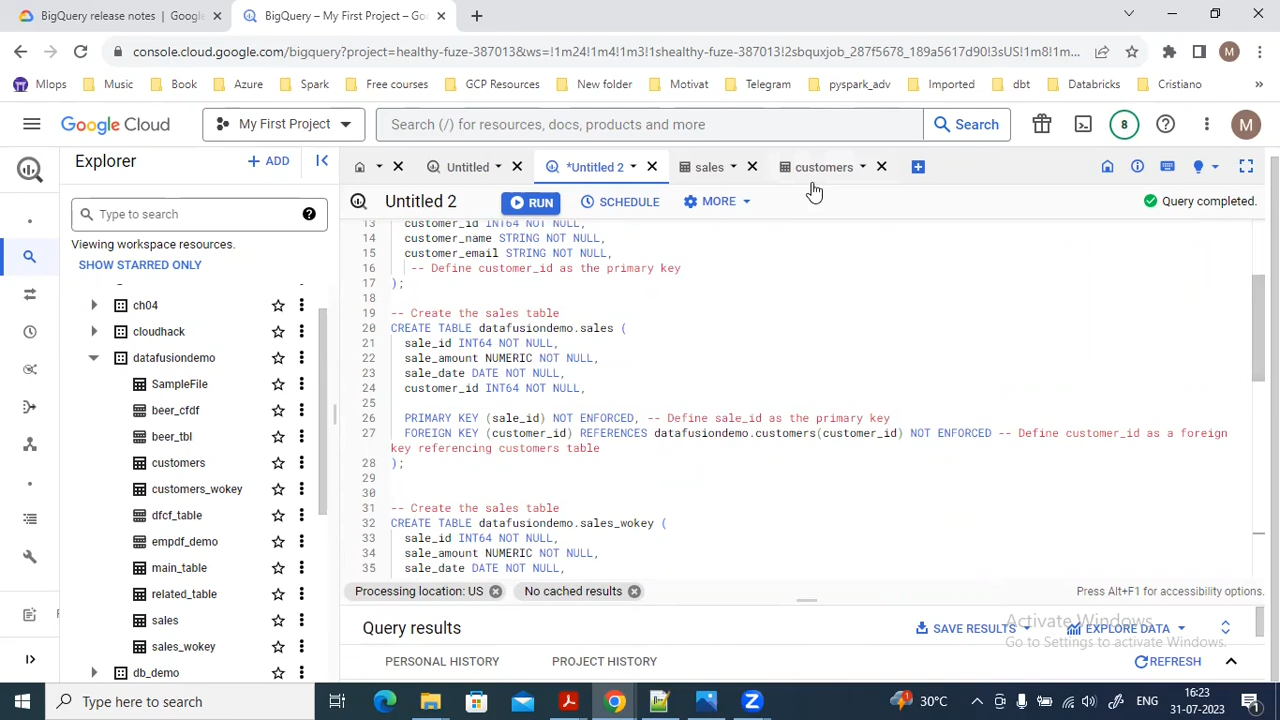 BigQuery release notes | Google
BigQuery – My First Project – Goo
console.cloud.google.com/bigquery?project=healthy-fuze-387013&ws=!1m24!1m4!1m3!1shealthy-fuze-387013!2sbquxjob_287f5678_189a5617d90!3sUS!1m8!1m...
M
Mlops
Music
Book
Azure
Spark
Free courses
GCP Resources
New folder
Motivat
Telegram
pyspark_adv
Imported
dbt
Databricks
Cristiano
Google Cloud
My First Project
Search (/) for resources, docs, products and more
Search
8
M
Explorer
+ ADD
Untitled
*Untitled 2
sales
customers
Untitled 2
RUN
SCHEDULE
MORE
Query completed.
Type to search
Viewing workspace resources.
SHOW STARRED ONLY
ch04
cloudhack
datafusiondemo
SampleFile
beer_cfdf
beer_tbl
customers
customers_wokey
dfcf_table
empdf_demo
main_table
related_table
sales
sales_wokey
db_demo
13 customer_id INT64 NOT NULL,
14 customer_name STRING NOT NULL,
15 customer_email STRING NOT NULL,
16 -- Define customer_id as the primary key
17 );
18
19 -- Create the sales table
20 CREATE TABLE datafusiondemo.sales (
21 sale_id INT64 NOT NULL,
22 sale_amount NUMERIC NOT NULL,
23 sale_date DATE NOT NULL,
24 customer_id INT64 NOT NULL,
25
26 PRIMARY KEY (sale_id) NOT ENFORCED, -- Define sale_id as the primary key
27 FOREIGN KEY (customer_id) REFERENCES datafusiondemo.customers(customer_id) NOT ENFORCED -- Define customer_id as a foreign
key referencing customers table
28 );
29
30
31 -- Create the sales table
32 CREATE TABLE datafusiondemo.sales_wokey (
33 sale_id INT64 NOT NULL,
34 sale_amount NUMERIC NOT NULL,
35 sale_date DATE NOT NULL,
Processing location: US
No cached results
Press Alt+F1 for accessibility options.
Query results
SAVE RESULTS
EXPLORE DATA
Activate Windows
Go to Settings to activate Windows.
PERSONAL HISTORY
PROJECT HISTORY
REFRESH
Type here to search
30°C
ENG
16:23
31-07-2023
1